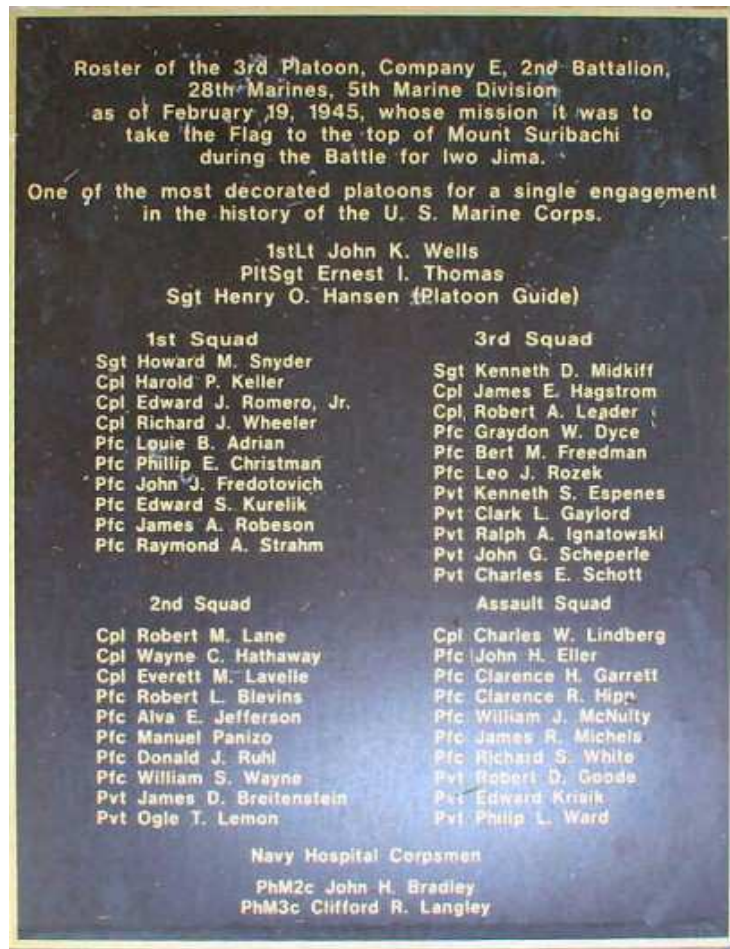 Roster of the 3rd Platoon, Company E, 2nd Battalion,
28th Marines, 5th Marine Division
as of February 19, 1945, whose mission it was to
take the Flag to the top of Mount Suribachi
during the Battle for Iwo Jima.
One of the most decorated platoons for a single engagement
in the history of the U. S. Marine Corps.
1stLt John K. Wells
PltSgt Ernest I. Thomas
Sgt Henry O. Hansen (Platoon Guide)
1st Squad
Sgt Howard M. Snyder
Cpl Harold P. Keller
Cpl Edward J. Romero, Jr.
Cpl Richard J. Wheeler
Pfc Louie B. Adrian
Pfc Phillip E. Christman
Pfc John J. Fredotovich
Pfc Edward S. Kurelik
Pfc James A. Robeson
Pfc Raymond A. Strahm
3rd Squad
Sgt Kenneth D. Midkiff
Cpl James E. Hagstrom
Cpl Robert A. Leader
Pfc Graydon W. Dyce
Pfc Bert M. Freedman
Pfc Leo J. Rozek
Pvt Kenneth S. Espenes
Pvt Clark L. Gaylord
Pvt Ralph A. Ignatowski
Pvt John G. Scheperle
Pvt Charles E. Schott
2nd Squad
Cpl Robert M. Lane
Cpl Wayne C. Hathaway
Cpl Everett M. Lavelle
Pfc Robert L. Blevins
Pfc Alva E. Jefferson
Pfc Manuel Panizo
Pfc Donald J. Ruhl
Pfc William S. Wayne
Pvt James D. Breitenstein
Pvt Ogle T. Lemon
Assault Squad
Cpl Charles W. Lindberg
Pfc John H. Eller
Pfc Clarence H. Garrett
Pfc Clarence R. Hipp
Pfc William J. McNulty
Pfc James R. Michels
Pfc Richard S. White
Pvt Robert D. Goode
Pvt Edward Krisik
Pvt Philip L. Ward
Navy Hospital Corpsmen
PhM2c John H. Bradley
PhM3c Clifford R. Langley